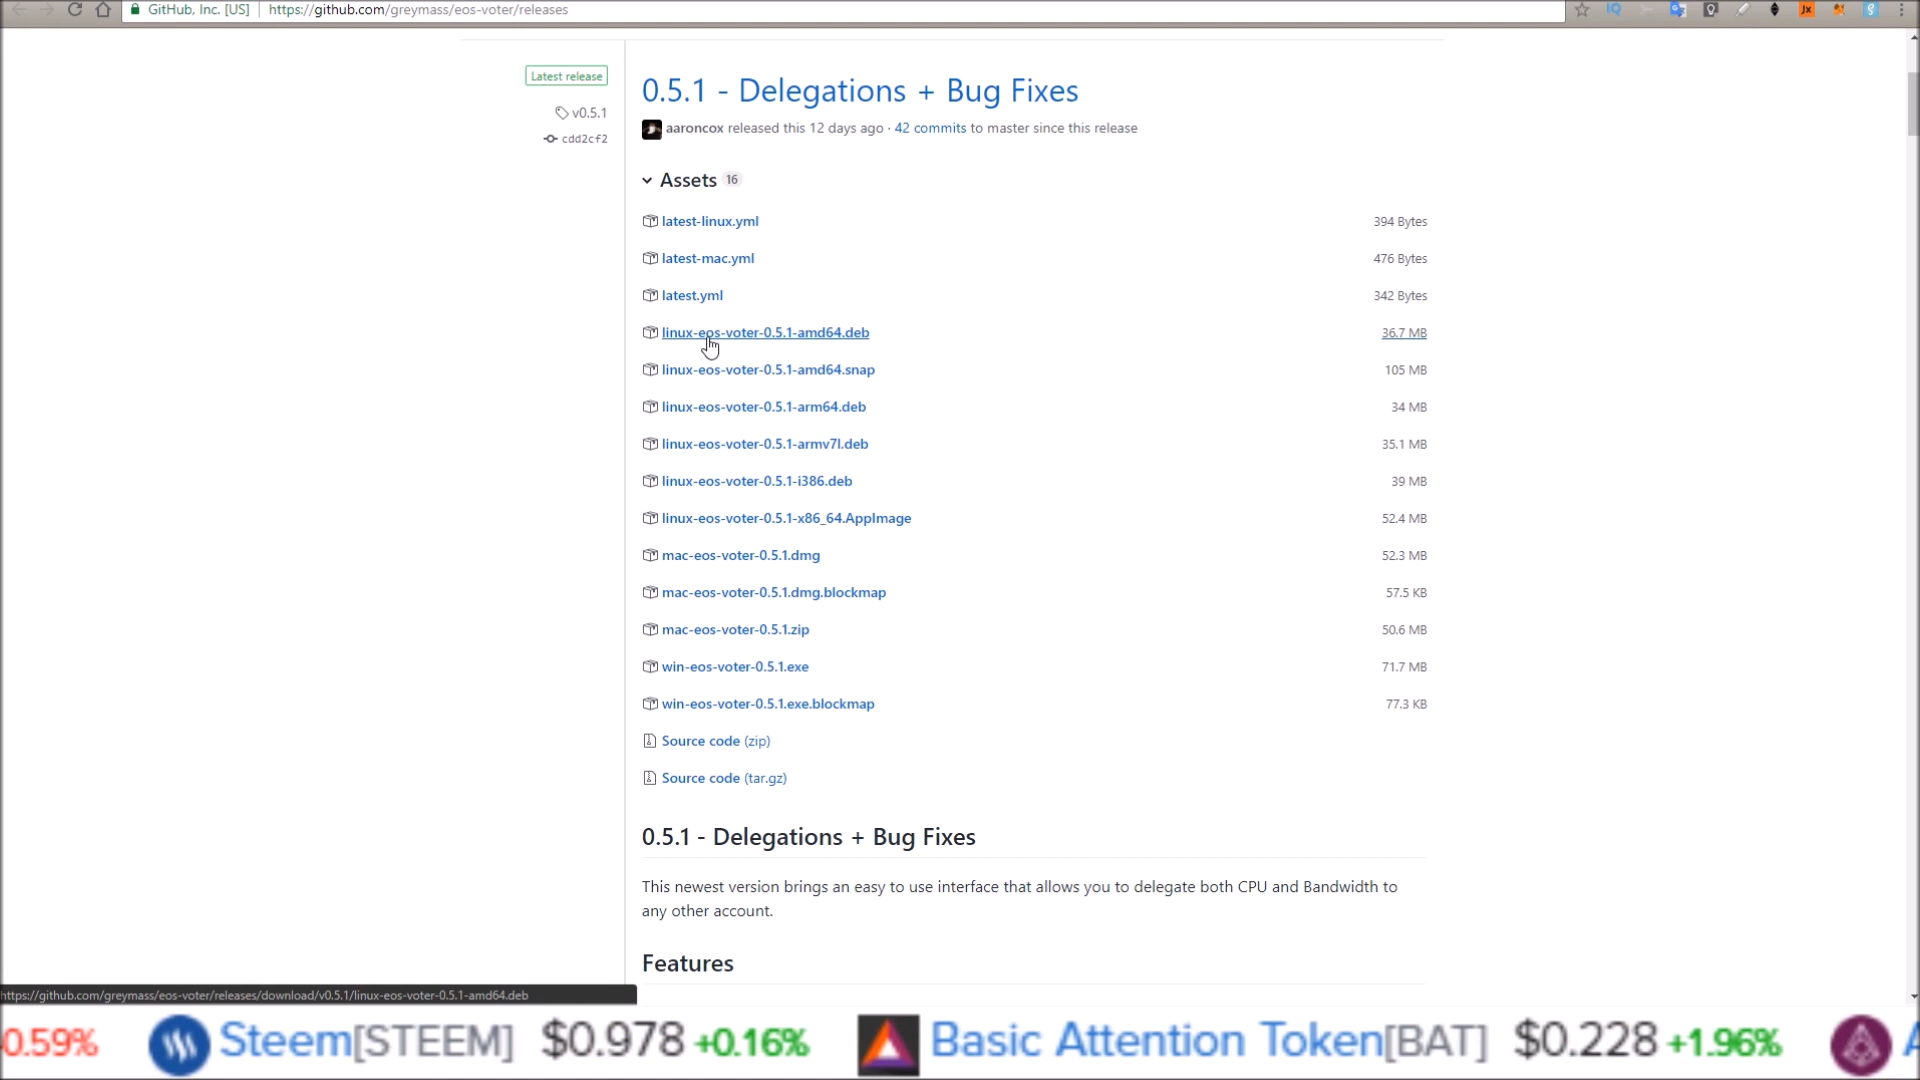 GitHub, Inc. [US] https://github.com/greymass/eos-voter/releases
Latest release
v0.5.1
cdd2cf2
0.5.1 - Delegations + Bug Fixes
aaroncox released this 12 days ago · 42 commits to master since this release
Assets 16
latest-linux.yml 394 Bytes
latest-mac.yml 476 Bytes
latest.yml 342 Bytes
linux-eos-voter-0.5.1-amd64.deb 36.7 MB
linux-eos-voter-0.5.1-amd64.snap 105 MB
linux-eos-voter-0.5.1-arm64.deb 34 MB
linux-eos-voter-0.5.1-armv7l.deb 35.1 MB
linux-eos-voter-0.5.1-i386.deb 39 MB
linux-eos-voter-0.5.1-x86_64.AppImage 52.4 MB
mac-eos-voter-0.5.1.dmg 52.3 MB
mac-eos-voter-0.5.1.dmg.blockmap 57.5 KB
mac-eos-voter-0.5.1.zip 50.6 MB
win-eos-voter-0.5.1.exe 71.7 MB
win-eos-voter-0.5.1.exe.blockmap 77.3 KB
Source code (zip)
Source code (tar.gz)
0.5.1 - Delegations + Bug Fixes
This newest version brings an easy to use interface that allows you to delegate both CPU and Bandwidth to
any other account.
Features
https://github.com/greymass/eos-voter/releases/download/v0.5.1/linux-eos-voter-0.5.1-amd64.deb
0.59% Steem[STEEM] $0.978 +0.16% Basic Attention Token[BAT] $0.228 +1.96%